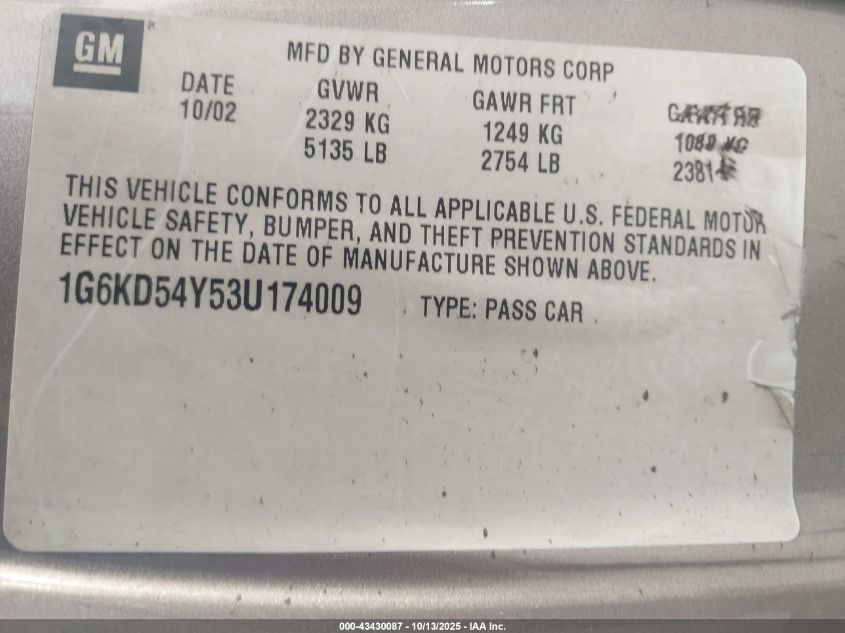 GM
MFD BY GENERAL MOTORS CORP
DATE GVWR GAWR FRT
10/02 2329 KG 1249 KG KG
5135 LB 2754 LB 2381
THIS VEHICLE CONFORMS TO ALL APPLICABLE U.S. FEDERAL MOTOR
VEHICLE SAFETY, BUMPER, AND THEFT PREVENTION STANDARDS IN
EFFECT ON THE DATE OF MANUFACTURE SHOWN ABOVE.
1G6KD54Y53U174009 TYPE: PASS CAR
000-43430087 - 10/13/2025 - IAA Inc.